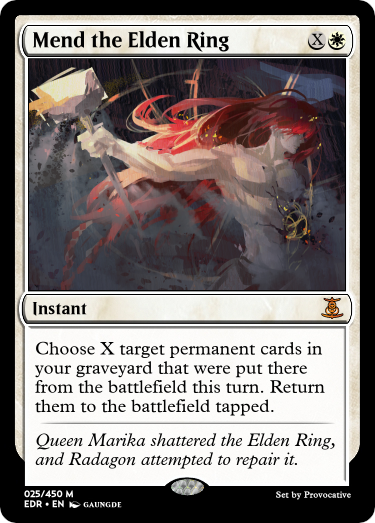 Mend the Elden Ring X
Instant
Choose X target permanent cards in
your graveyard that were put there
from the battlefield this turn. Return
them to the battlefield tapped.
Queen Marika shattered the Elden Ring,
and Radagon attempted to repair it.
025/450 M
EDR • EN GAUNGDE
Set by Provocative